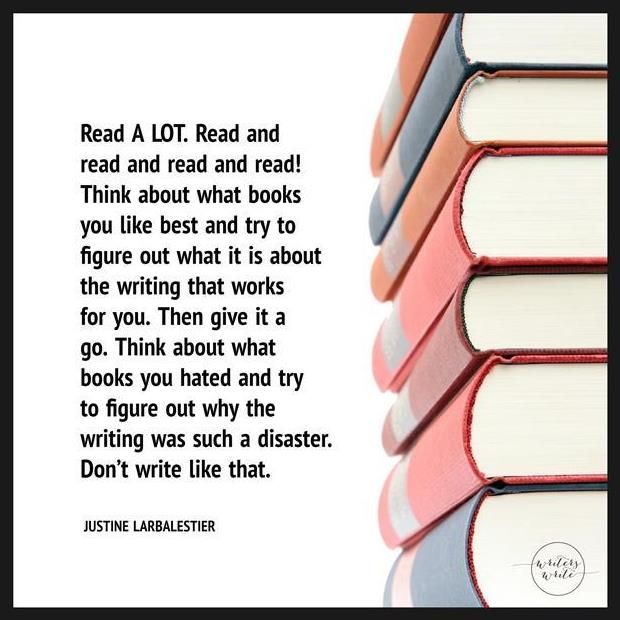 Read A LOT. Read and
read and read and read!
Think about what books
you like best and try to
figure out what it is about
the writing that works
for you. Then give it a
go. Think about what
books you hated and try
to figure out why the
writing was such a disaster.
Don’t write like that.
JUSTINE LARBALESTIER
writers
write